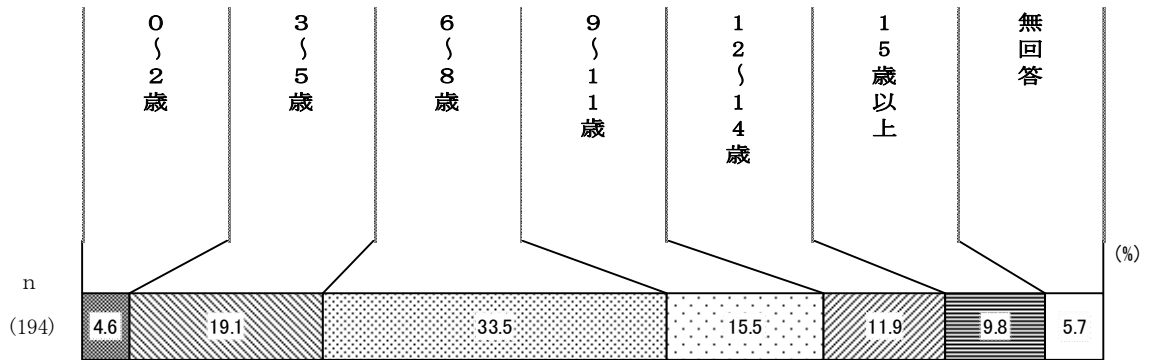 0～2歳
3～5歳
6～8歳
9～11歳
12～14歳
15歳以上
無回答
(%)
n
(194)
4.6
19.1
33.5
15.5
11.9
9.8
5.7